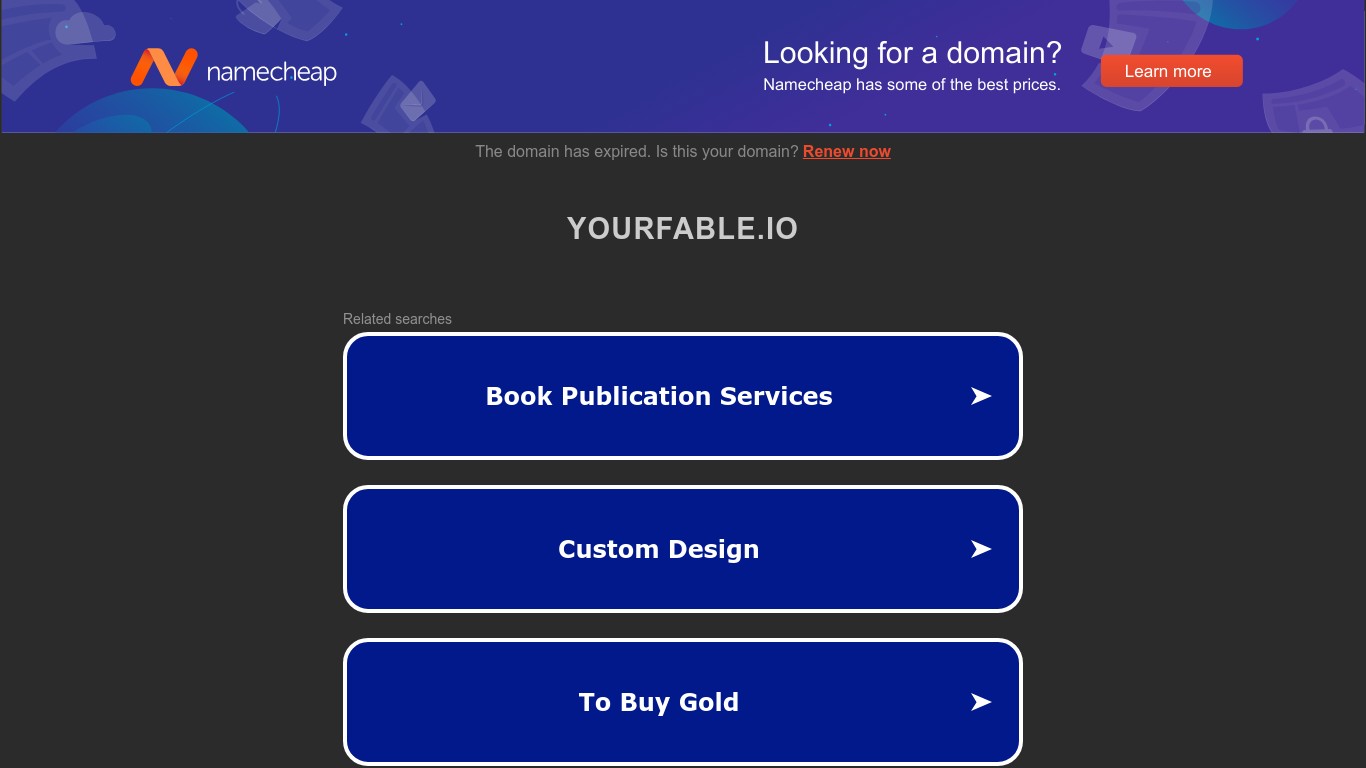 namecheap
Looking for a domain?
Namecheap has some of the best prices.
Learn more
The domain has expired. Is this your domain? Renew now
YOURFABLE.IO
Related searches
Book Publication Services
Custom Design
To Buy Gold